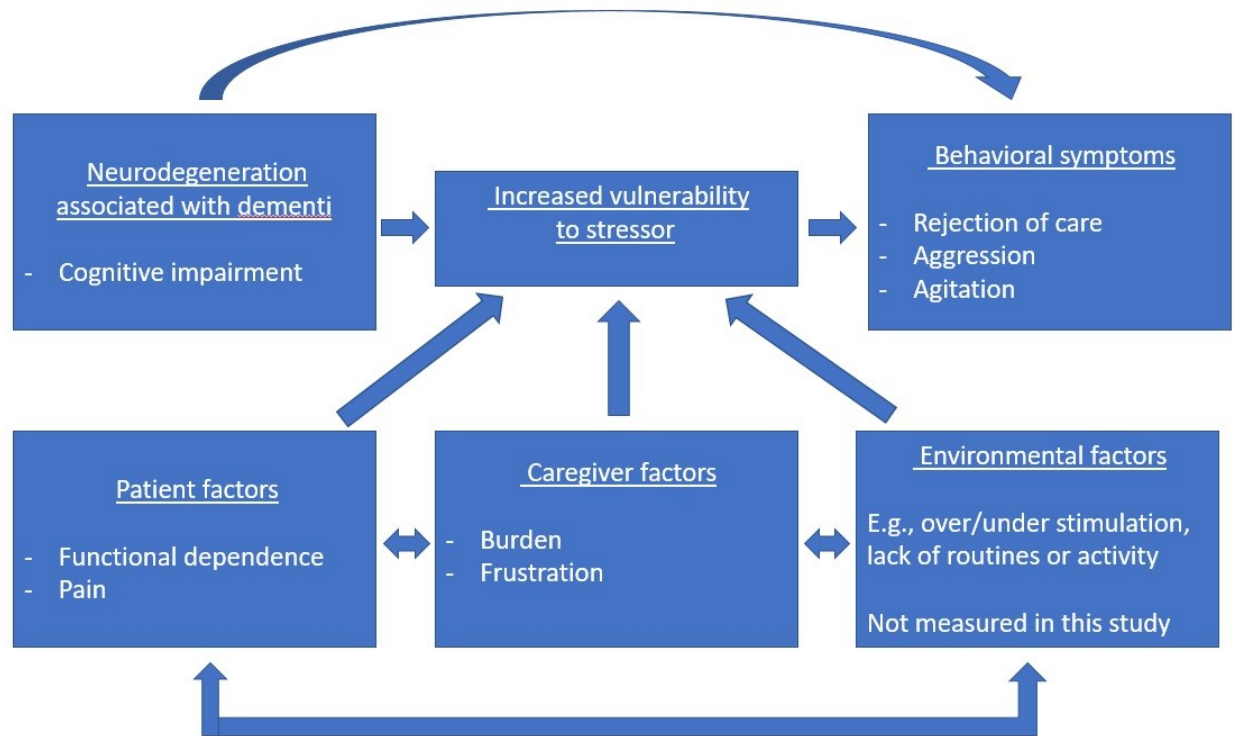 Neurodegeneration
associated with dementi
- Cognitive impairment
Increased vulnerability
to stressor
Behavioral symptoms
- Rejection of care
- Aggression
- Agitation
Patient factors
- Functional dependence
- Pain
Caregiver factors
- Burden
- Frustration
Environmental factors
E.g., over/under stimulation,
lack of routines or activity
Not measured in this study